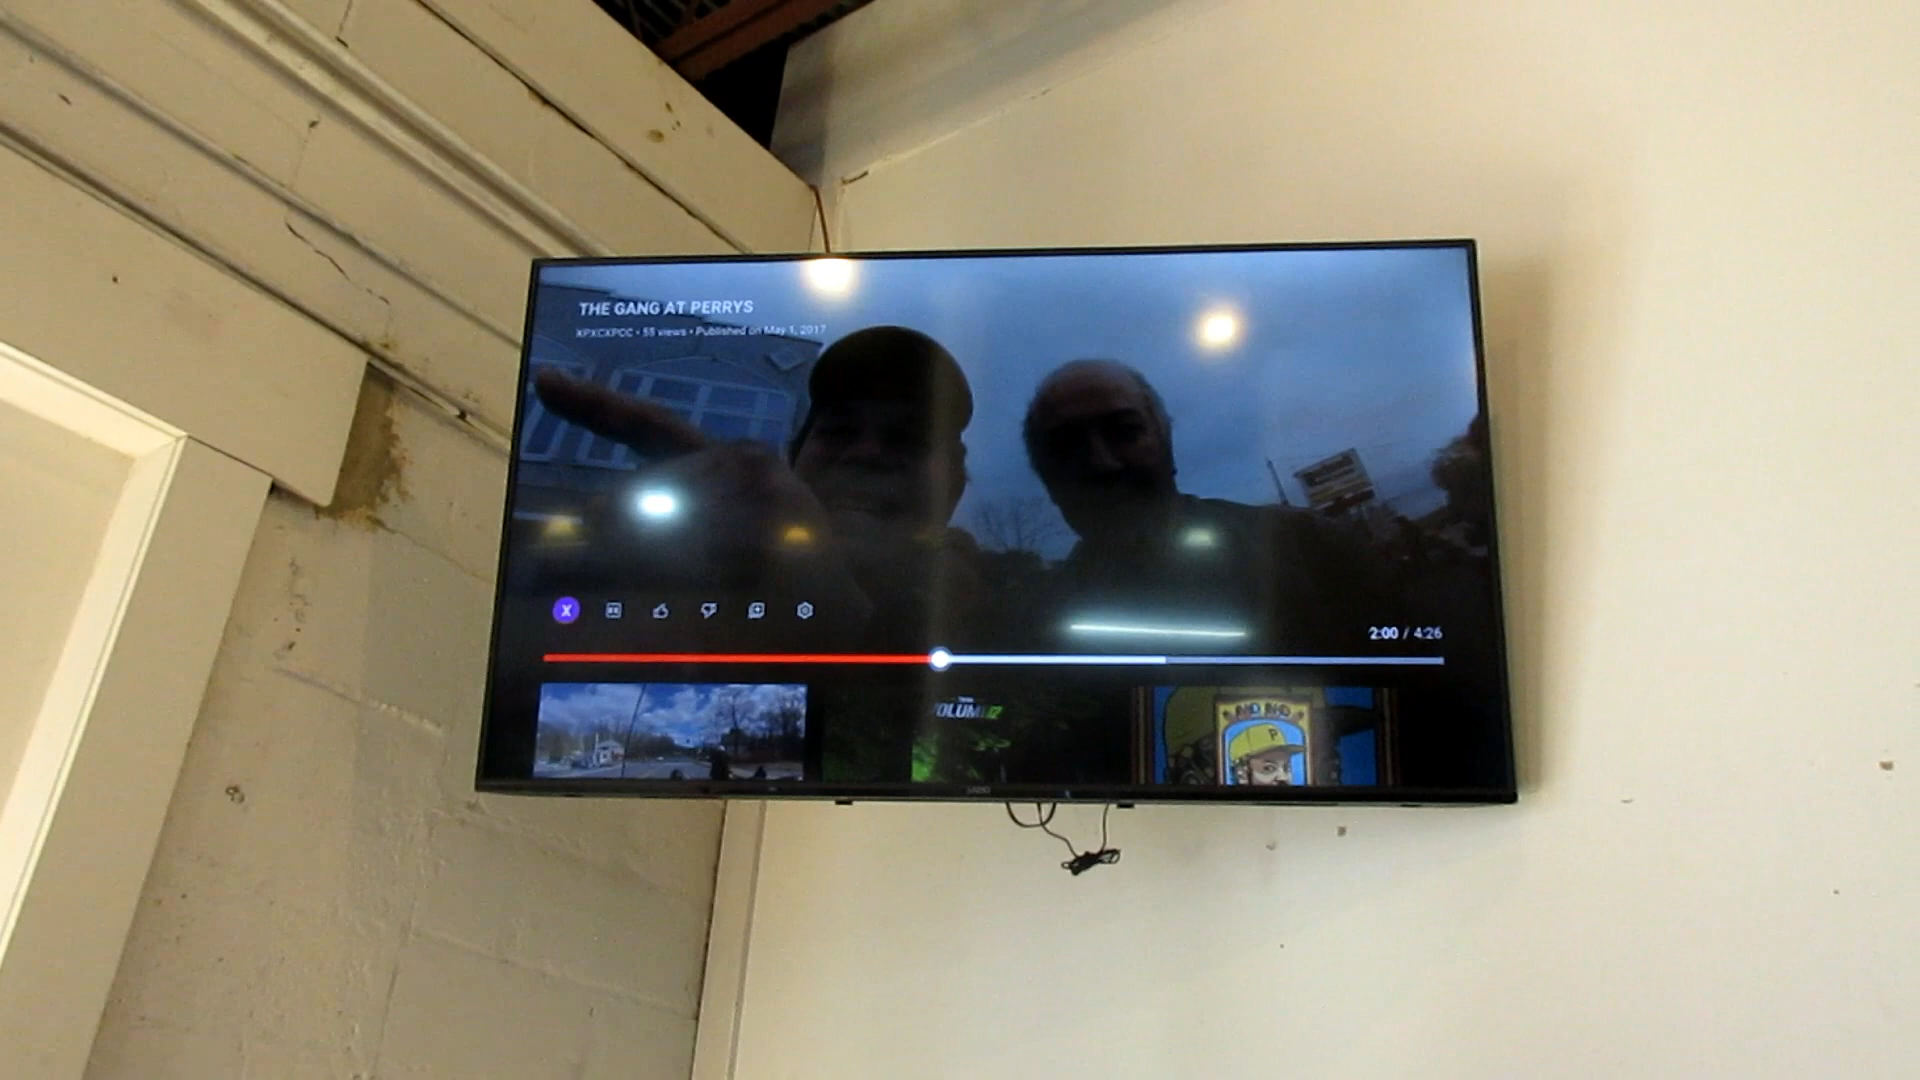 THE GANG AT PERRYS
XPXCXPCC • 55 views • Published on May 1, 2017
X
2:00 / 4:26
VOLUME
P